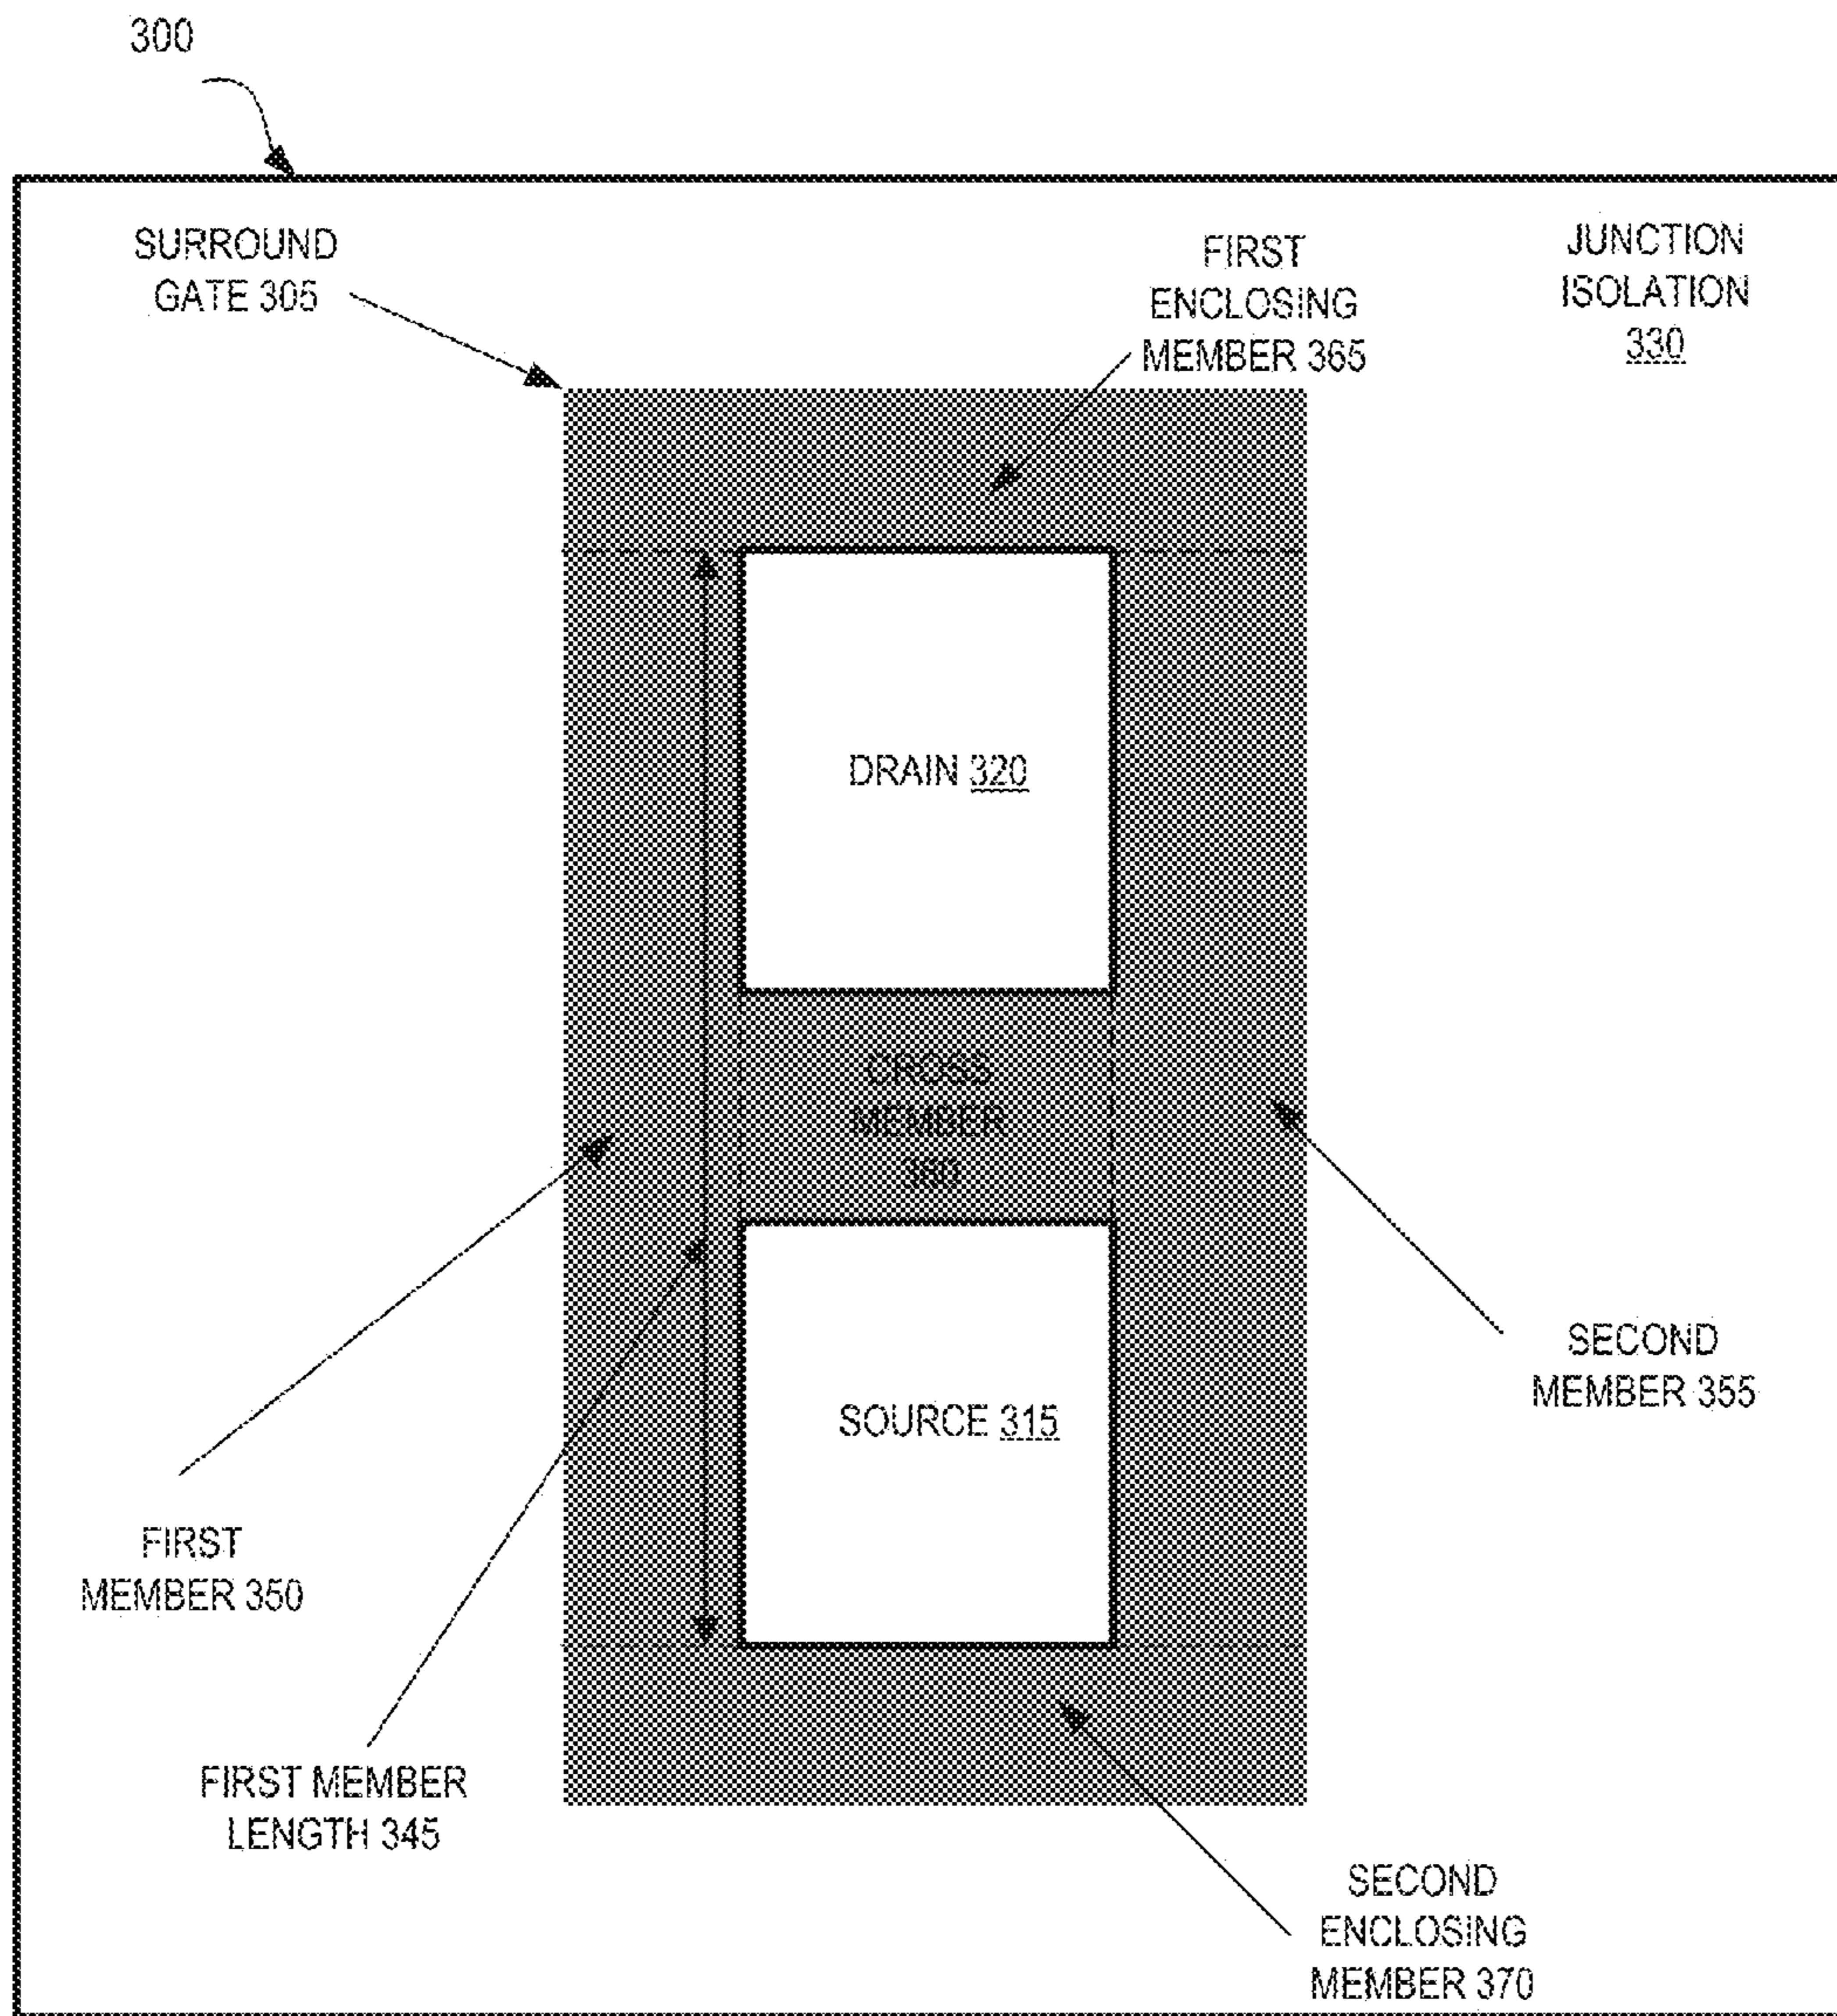 300
SURROUND
GATE 305
FIRST
ENCLOSING
MEMBER 365
JUNCTION
ISOLATION
330
DRAIN 320
CROSS
MEMBER
360
SOURCE 315
SECOND
MEMBER 355
FIRST
MEMBER 350
FIRST MEMBER
LENGTH 345
SECOND
ENCLOSING
MEMBER 370